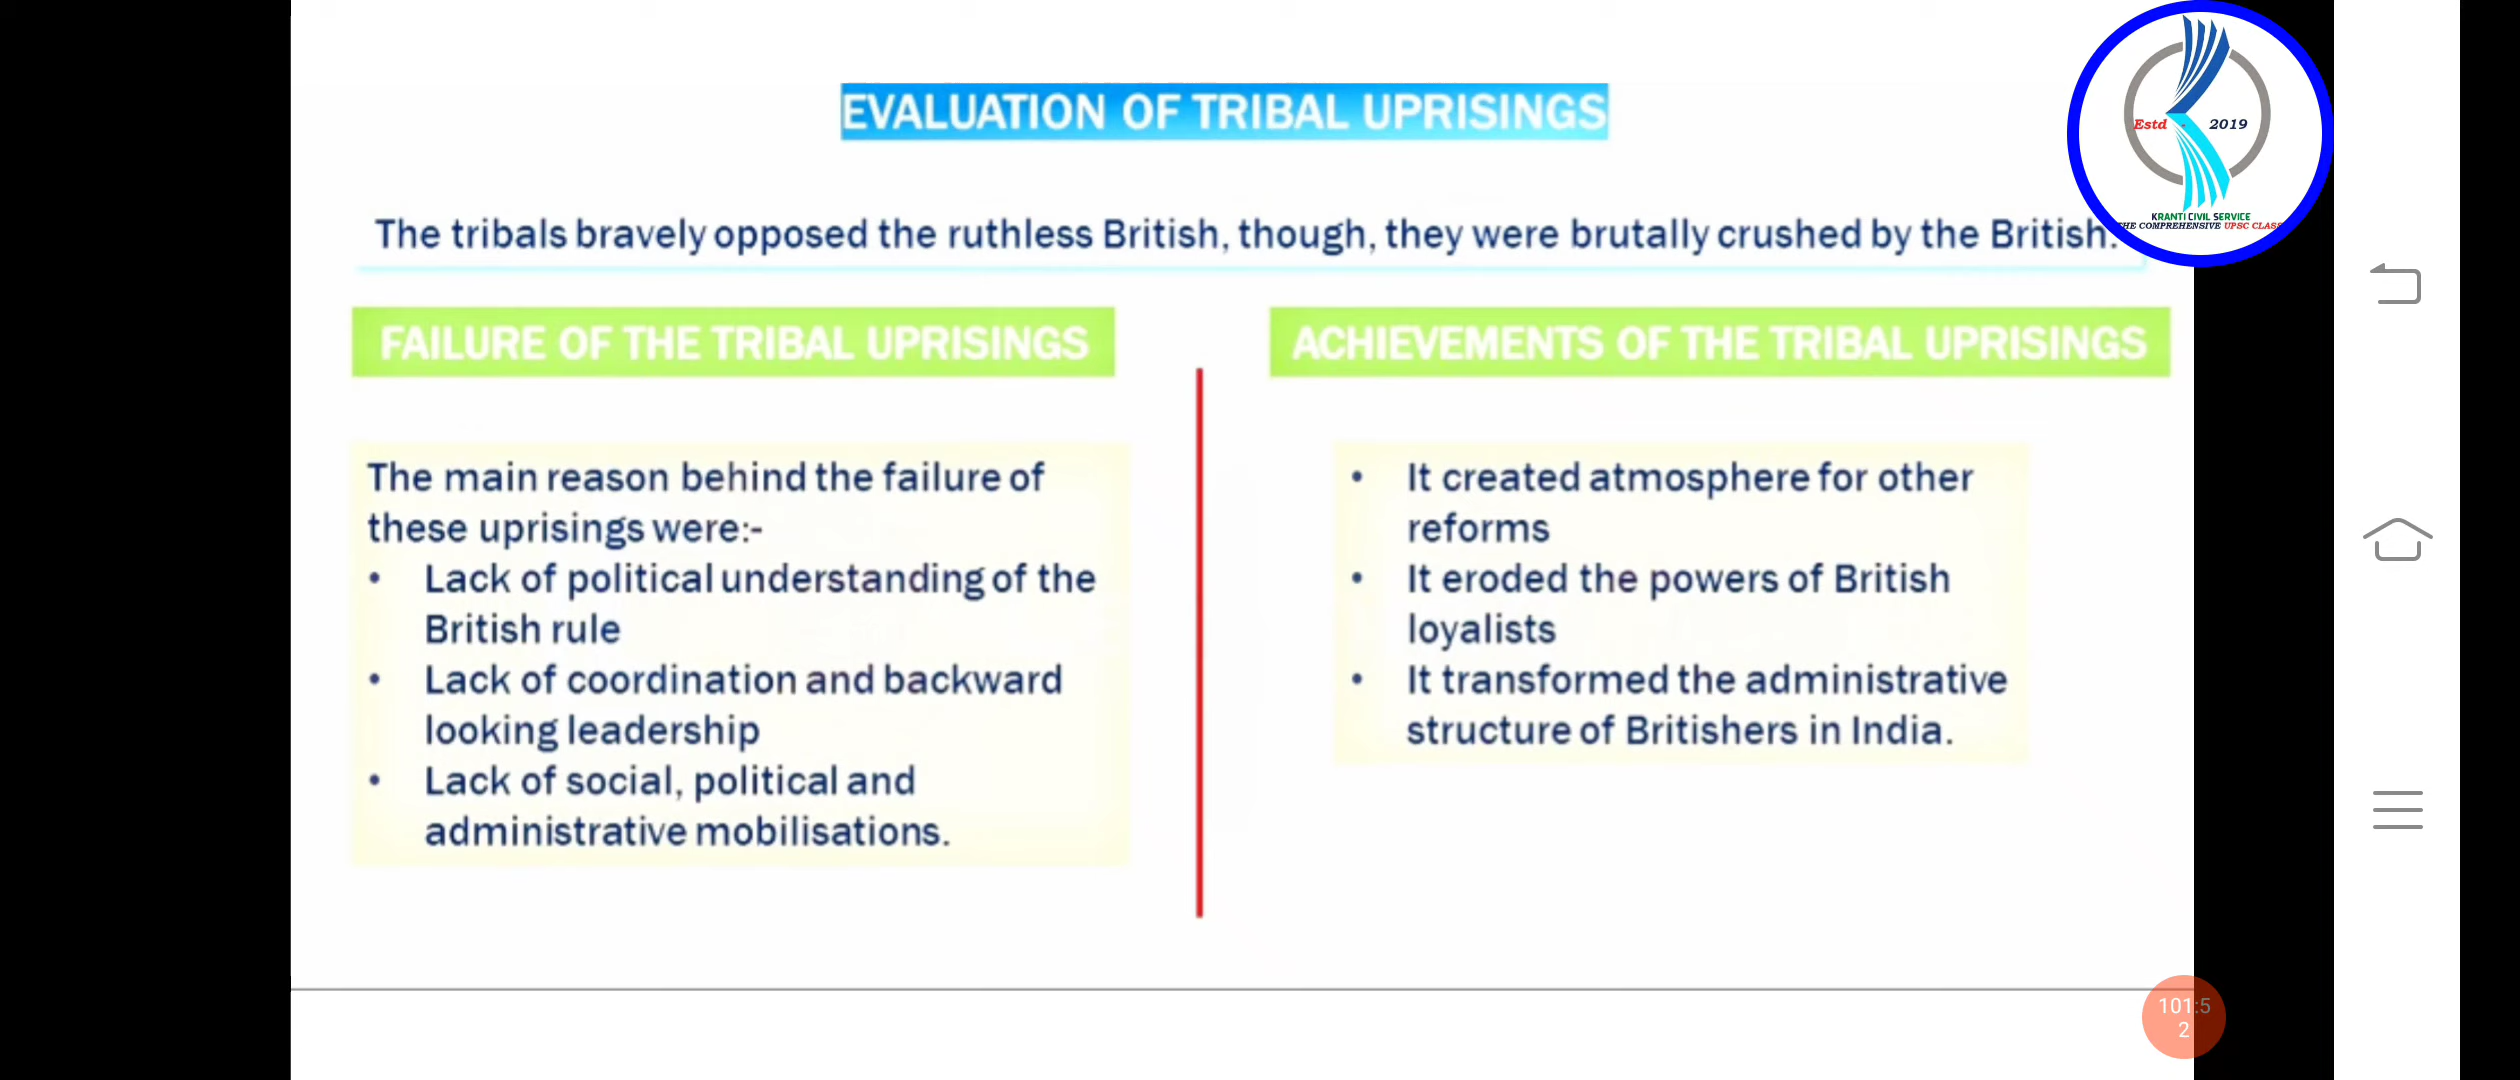 EVALUATION OF TRIBAL UPRISINGS
Estd - 2019
KRANTI CIVIL SERVICE
THE COMPREHENSIVE UPSC CLASS
The tribals bravely opposed the ruthless British, though, they were brutally crushed by the British.
FAILURE OF THE TRIBAL UPRISINGS
The main reason behind the failure of
these uprisings were:-
• Lack of political understanding of the
British rule
• Lack of coordination and backward
looking leadership
• Lack of social, political and
administrative mobilisations.
ACHIEVEMENTS OF THE TRIBAL UPRISINGS
• It created atmosphere for other
reforms
• It eroded the powers of British
loyalists
• It transformed the administrative
structure of Britishers in India.
101:5
2